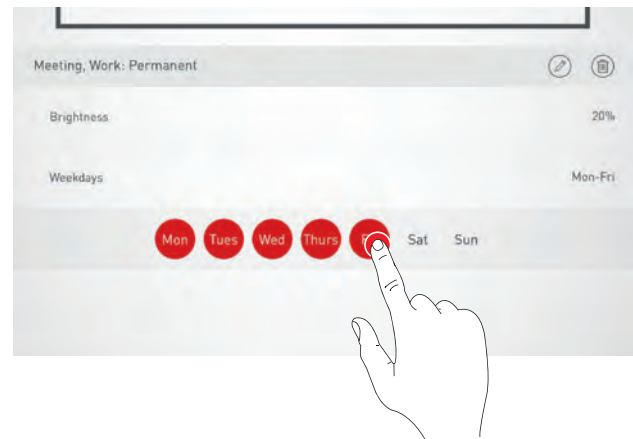 Meeting, Work: Permanent
Brightness 20%
Weekdays Mon-Fri
Mon Tues Wed Thurs Sat Sun